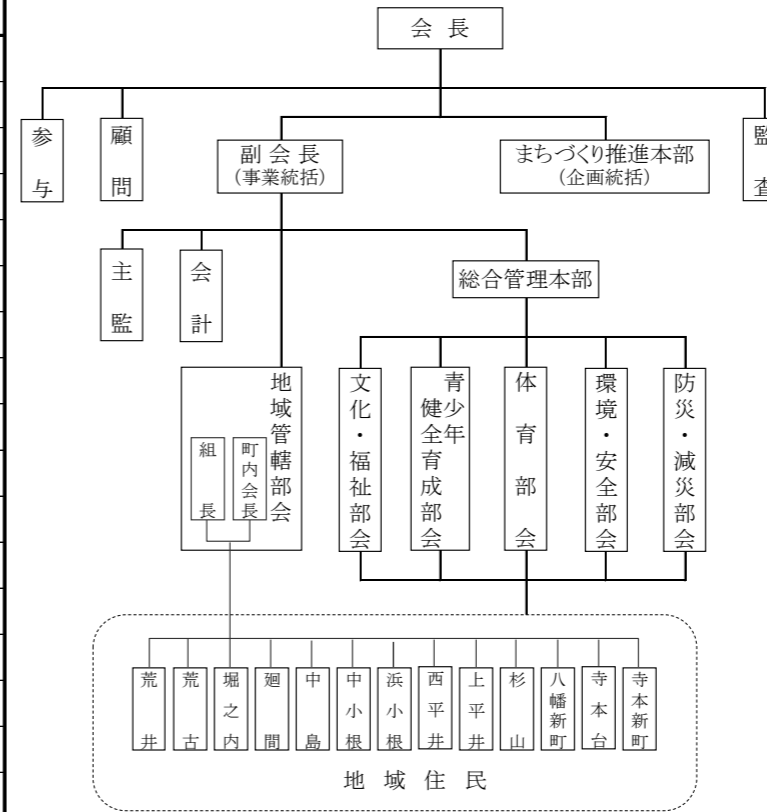 会長
参与
顧問
副会長
(事業統括)
まちづくり推進本部
(企画統括)
監査
主監
会計
総合管理本部
地域管轄部会
組長
町内会長
文化・福祉部会
青少年
健全育成部会
体育部会
環境・安全部会
防災・減災部会
荒井
荒古
堀之内
廻間
中島
中小根
浜小根
西平井
上平井
杉山
八幡新町
寺本台
寺本新町
地域住民